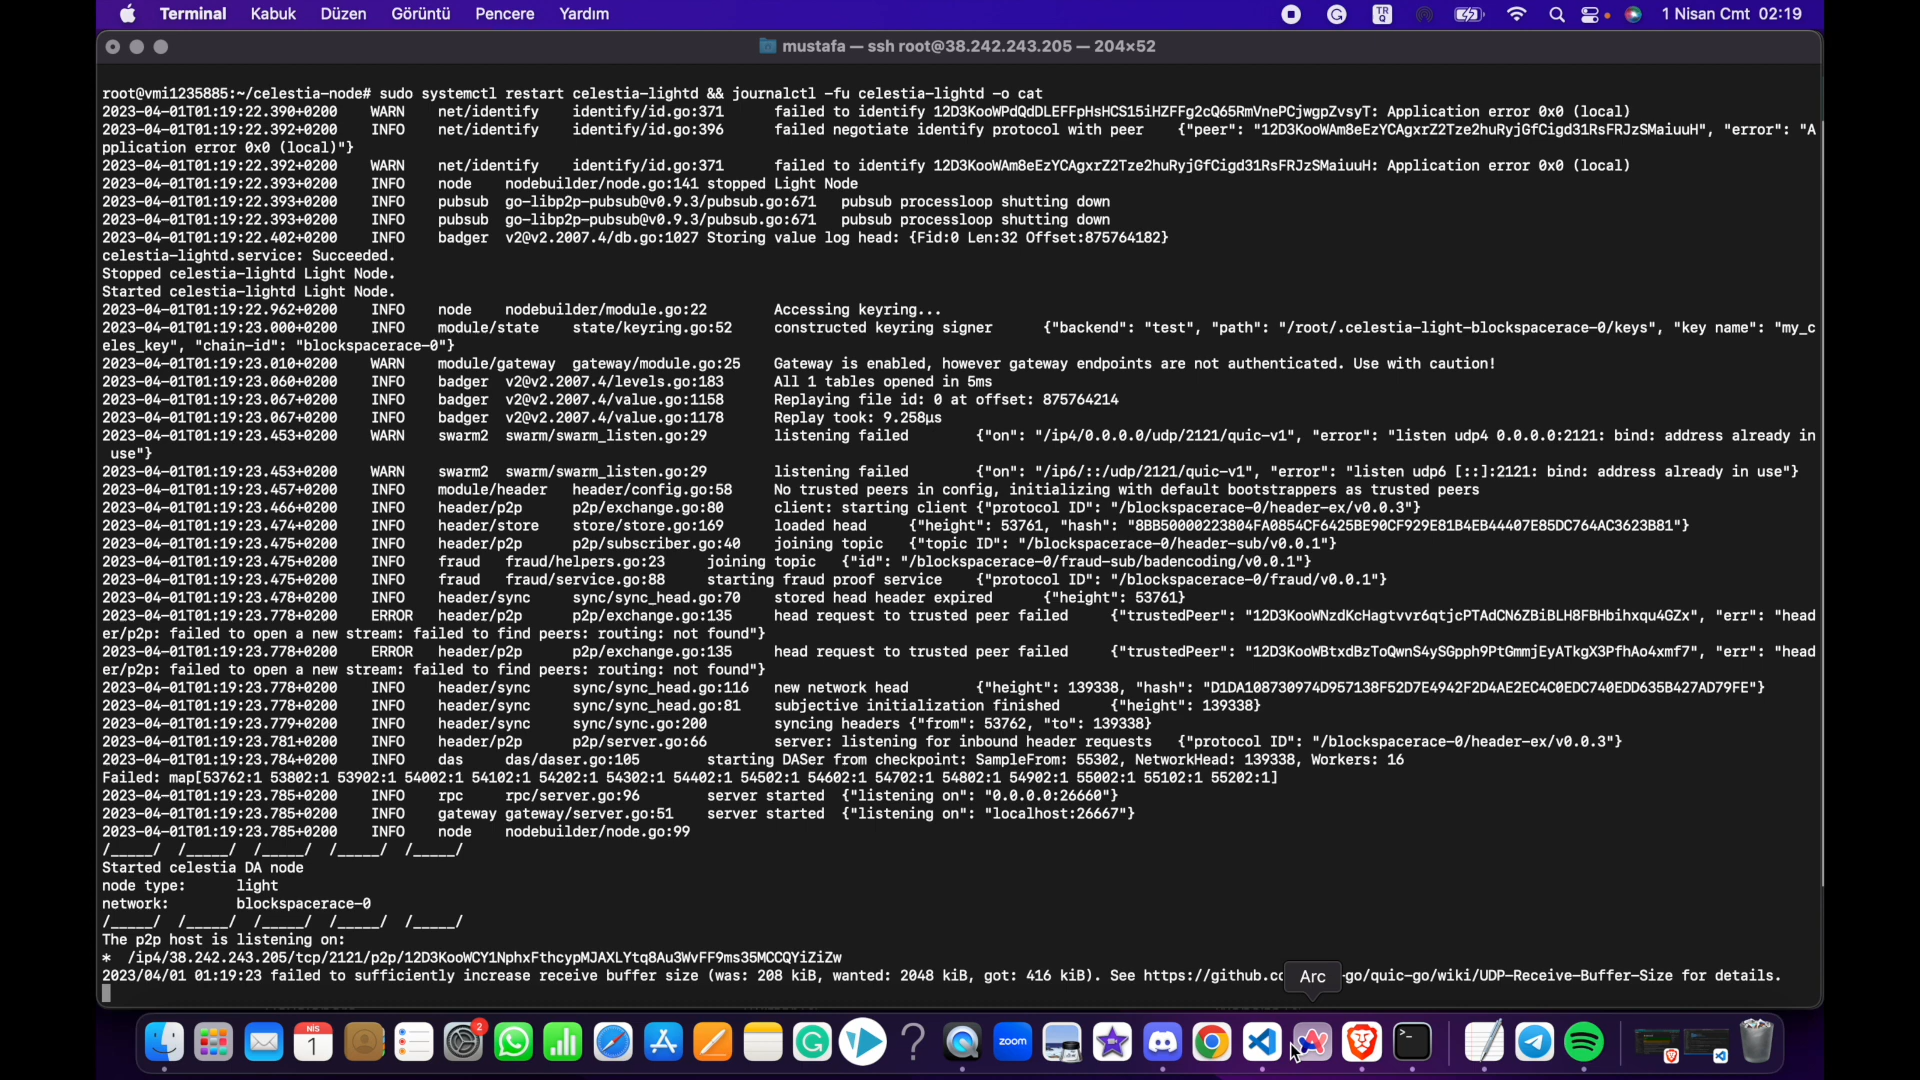 Terminal Kabuk Düzen Görüntü Pencere Yardım TR Q 1 Nisan Cmt 02:19
mustafa — ssh root@38.242.243.205 — 204×52
root@vmi1235885:~/celestia-node# sudo systemctl restart celestia-lightd && journalctl -fu celestia-lightd -o cat
2023-04-01T01:19:22.390+0200 WARN net/identify identify/id.go:371 failed to identify 12D3KooWPdQdDLEFFpHsHCS15iHZFFg2cQ65RmVnePCjwgpZvsyT: Application error 0x0 (local)
2023-04-01T01:19:22.392+0200 INFO net/identify identify/id.go:396 failed negotiate identify protocol with peer {"peer": "12D3KooWAm8eEzYCAgxrZ2Tze2huRyjGfCigd31RsFRJzSMaiuuH", "error": "A
pplication error 0x0 (local)"}
2023-04-01T01:19:22.392+0200 WARN net/identify identify/id.go:371 failed to identify 12D3KooWAm8eEzYCAgxrZ2Tze2huRyjGfCigd31RsFRJzSMaiuuH: Application error 0x0 (local)
2023-04-01T01:19:22.393+0200 INFO node nodebuilder/node.go:141 stopped Light Node
2023-04-01T01:19:22.393+0200 INFO pubsub go-libp2p-pubsub@v0.9.3/pubsub.go:671 pubsub processloop shutting down
2023-04-01T01:19:22.393+0200 INFO pubsub go-libp2p-pubsub@v0.9.3/pubsub.go:671 pubsub processloop shutting down
2023-04-01T01:19:22.402+0200 INFO badger v2@v2.2007.4/db.go:1027 Storing value log head: {Fid:0 Len:32 Offset:875764182}
celestia-lightd.service: Succeeded.
Stopped celestia-lightd Light Node.
Started celestia-lightd Light Node.
2023-04-01T01:19:22.962+0200 INFO node nodebuilder/module.go:22 Accessing keyring...
2023-04-01T01:19:23.000+0200 INFO module/state state/keyring.go:52 constructed keyring signer {"backend": "test", "path": "/root/.celestia-light-blockspacerace-0/keys", "key name": "my_c
eles_key", "chain-id": "blockspacerace-0"}
2023-04-01T01:19:23.010+0200 WARN module/gateway gateway/module.go:25 Gateway is enabled, however gateway endpoints are not authenticated. Use with caution!
2023-04-01T01:19:23.060+0200 INFO badger v2@v2.2007.4/levels.go:183 All 1 tables opened in 5ms
2023-04-01T01:19:23.067+0200 INFO badger v2@v2.2007.4/value.go:1158 Replaying file id: 0 at offset: 875764214
2023-04-01T01:19:23.067+0200 INFO badger v2@v2.2007.4/value.go:1178 Replay took: 9.258µs
2023-04-01T01:19:23.453+0200 WARN swarm2 swarm/swarm_listen.go:29 listening failed {"on": "/ip4/0.0.0.0/udp/2121/quic-v1", "error": "listen udp4 0.0.0.0:2121: bind: address already in
use"}
2023-04-01T01:19:23.453+0200 WARN swarm2 swarm/swarm_listen.go:29 listening failed {"on": "/ip6/::/udp/2121/quic-v1", "error": "listen udp6 [::]:2121: bind: address already in use"}
2023-04-01T01:19:23.457+0200 INFO module/header header/config.go:58 No trusted peers in config, initializing with default bootstrappers as trusted peers
2023-04-01T01:19:23.466+0200 INFO header/p2p p2p/exchange.go:80 client: starting client {"protocol ID": "/blockspacerace-0/header-ex/v0.0.3"}
2023-04-01T01:19:23.474+0200 INFO header/store store/store.go:169 loaded head {"height": 53761, "hash": "8BB50000223804FA0854CF6425BE90CF929E81B4EB44407E85DC764AC3623B81"}
2023-04-01T01:19:23.475+0200 INFO header/p2p p2p/subscriber.go:40 joining topic {"topic ID": "/blockspacerace-0/header-sub/v0.0.1"}
2023-04-01T01:19:23.475+0200 INFO fraud fraud/helpers.go:23 joining topic {"id": "/blockspacerace-0/fraud-sub/badencoding/v0.0.1"}
2023-04-01T01:19:23.475+0200 INFO fraud fraud/service.go:88 starting fraud proof service {"protocol ID": "/blockspacerace-0/fraud/v0.0.1"}
2023-04-01T01:19:23.478+0200 INFO header/sync sync/sync_head.go:70 stored head header expired {"height": 53761}
2023-04-01T01:19:23.778+0200 ERROR header/p2p p2p/exchange.go:135 head request to trusted peer failed {"trustedPeer": "12D3KooWNzdKcHagtvvr6qtjcPTAdCN6ZBiBLH8FBHbihxqu4GZx", "err": "head
er/p2p: failed to open a new stream: failed to find peers: routing: not found"}
2023-04-01T01:19:23.778+0200 ERROR header/p2p p2p/exchange.go:135 head request to trusted peer failed {"trustedPeer": "12D3KooWBtxdBzToQwnS4ySGpph9PtGmmjEyATkgX3PfhAo4xmf7", "err": "head
er/p2p: failed to open a new stream: failed to find peers: routing: not found"}
2023-04-01T01:19:23.778+0200 INFO header/sync sync/sync_head.go:116 new network head {"height": 139338, "hash": "D1DA108730974D957138F52D7E4942F2D4AE2EC4C0EDC740EDD635B427AD79FE"}
2023-04-01T01:19:23.778+0200 INFO header/sync sync/sync_head.go:81 subjective initialization finished {"height": 139338}
2023-04-01T01:19:23.779+0200 INFO header/sync sync/sync.go:200 syncing headers {"from": 53762, "to": 139338}
2023-04-01T01:19:23.781+0200 INFO header/p2p p2p/server.go:66 server: listening for inbound header requests {"protocol ID": "/blockspacerace-0/header-ex/v0.0.3"}
2023-04-01T01:19:23.784+0200 INFO das das/daser.go:105 starting DASer from checkpoint: SampleFrom: 55302, NetworkHead: 139338, Workers: 16
Failed: map[53762:1 53802:1 53902:1 54002:1 54102:1 54202:1 54302:1 54402:1 54502:1 54602:1 54702:1 54802:1 54902:1 55002:1 55102:1 55202:1]
2023-04-01T01:19:23.785+0200 INFO rpc rpc/server.go:96 server started {"listening on": "0.0.0.0:26660"}
2023-04-01T01:19:23.785+0200 INFO gateway gateway/server.go:51 server started {"listening on": "localhost:26667"}
2023-04-01T01:19:23.785+0200 INFO node nodebuilder/node.go:99
/_____/ /_____/ /_____/ /_____/ /_____/
Started celestia DA node
node type: light
network: blockspacerace-0
/_____/ /_____/ /_____/ /_____/ /_____/
The p2p host is listening on:
* /ip4/38.242.243.205/tcp/2121/p2p/12D3KooWCY1NphxFthcypMJAXLYtq8Au3WvFF9ms35MCCQYiZiZw
2023/04/01 01:19:23 failed to sufficiently increase receive buffer size (was: 208 kiB, wanted: 2048 kiB, got: 416 kiB). See https://github.cc -go/quic-go/wiki/UDP-Receive-Buffer-Size for details.
Arc
NİS
1
2
zoom